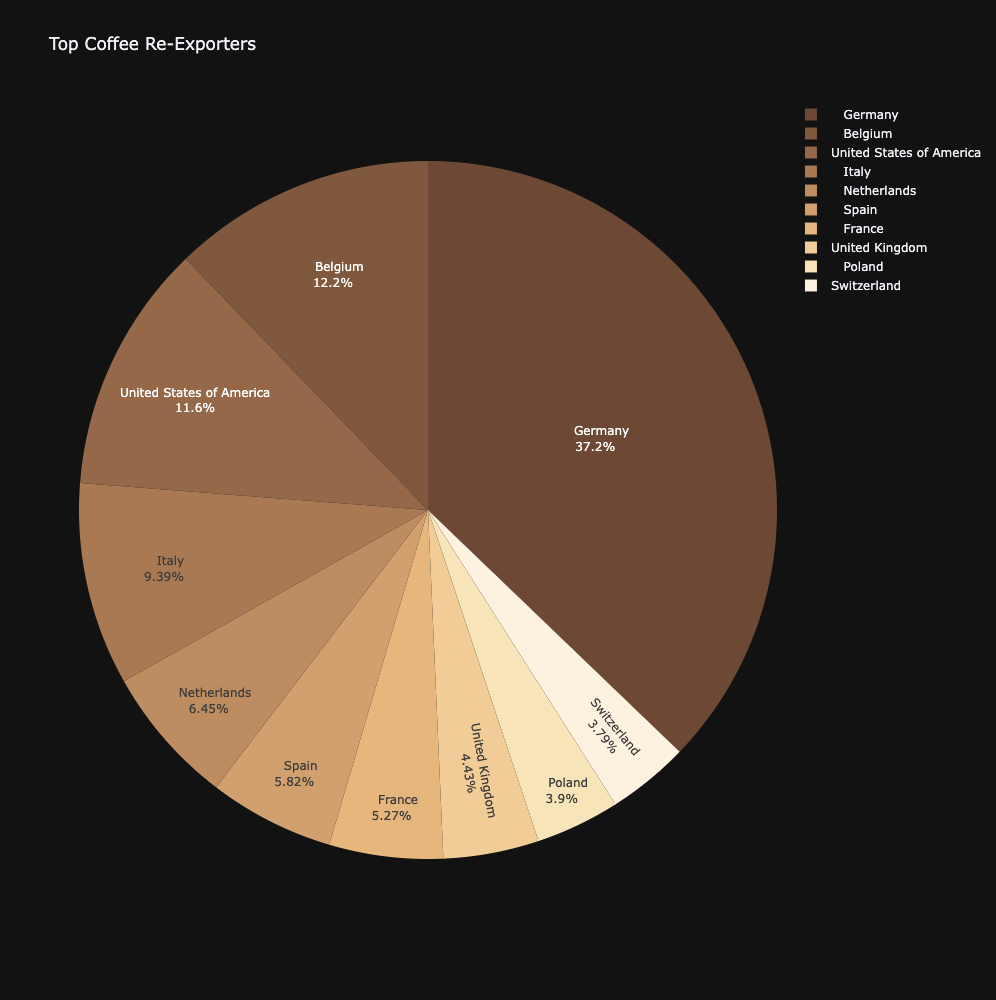 Top Coffee Re-Exporters
Germany
Belgium
United States of America
Italy
Netherlands
Spain
France
United Kingdom
Poland
Switzerland
Belgium
12.2%
United States of America
11.6%
Germany
37.2%
Italy
9.39%
Netherlands
6.45%
Spain
5.82%
France
5.27%
United Kingdom
4.43%
Poland
3.9%
Switzerland
3.79%